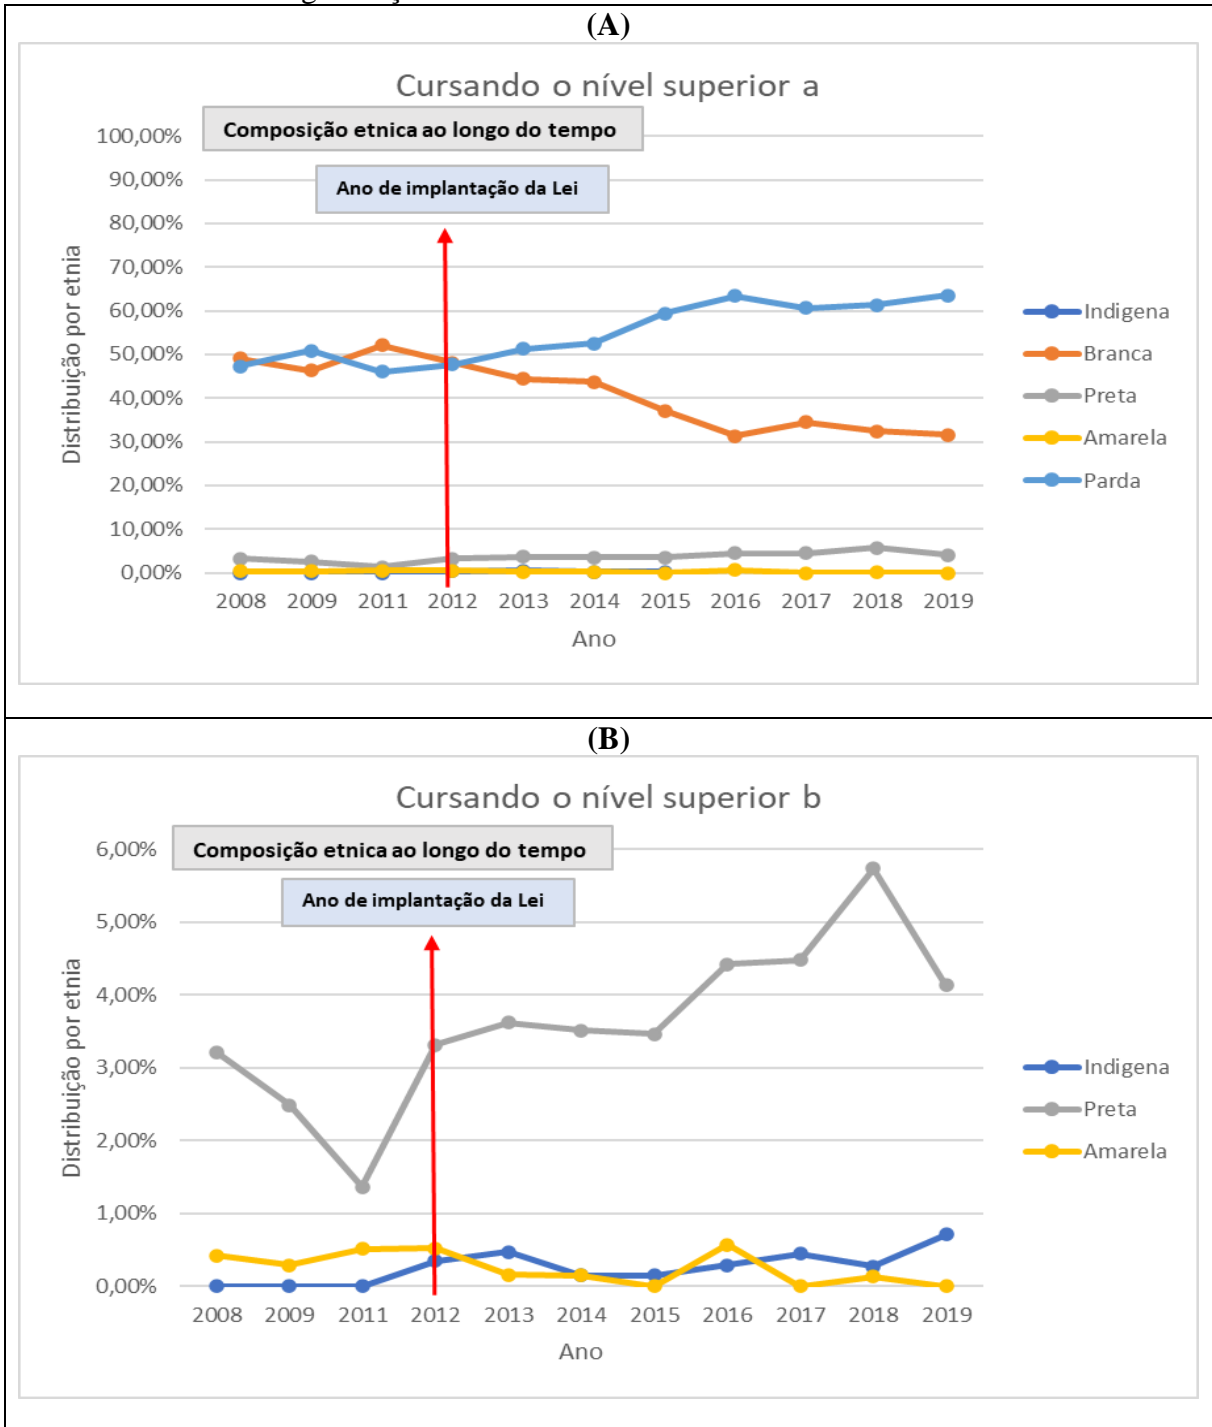 (A)
Cursando o nível superior a
Composição etnica ao longo do tempo
Ano de implantação da Lei
100,00%
90,00%
80,00%
70,00%
60,00%
50,00%
40,00%
30,00%
20,00%
10,00%
0,00%
Distribuição por etnia
2008 2009 2011 2012 2013 2014 2015 2016 2017 2018 2019
Ano
Indigena
Branca
Preta
Amarela
Parda
(B)
Cursando o nível superior b
Composição etnica ao longo do tempo
Ano de implantação da Lei
6,00%
5,00%
4,00%
3,00%
2,00%
1,00%
0,00%
Distribuição por etnia
2008 2009 2011 2012 2013 2014 2015 2016 2017 2018 2019
Ano
Indigena
Preta
Amarela